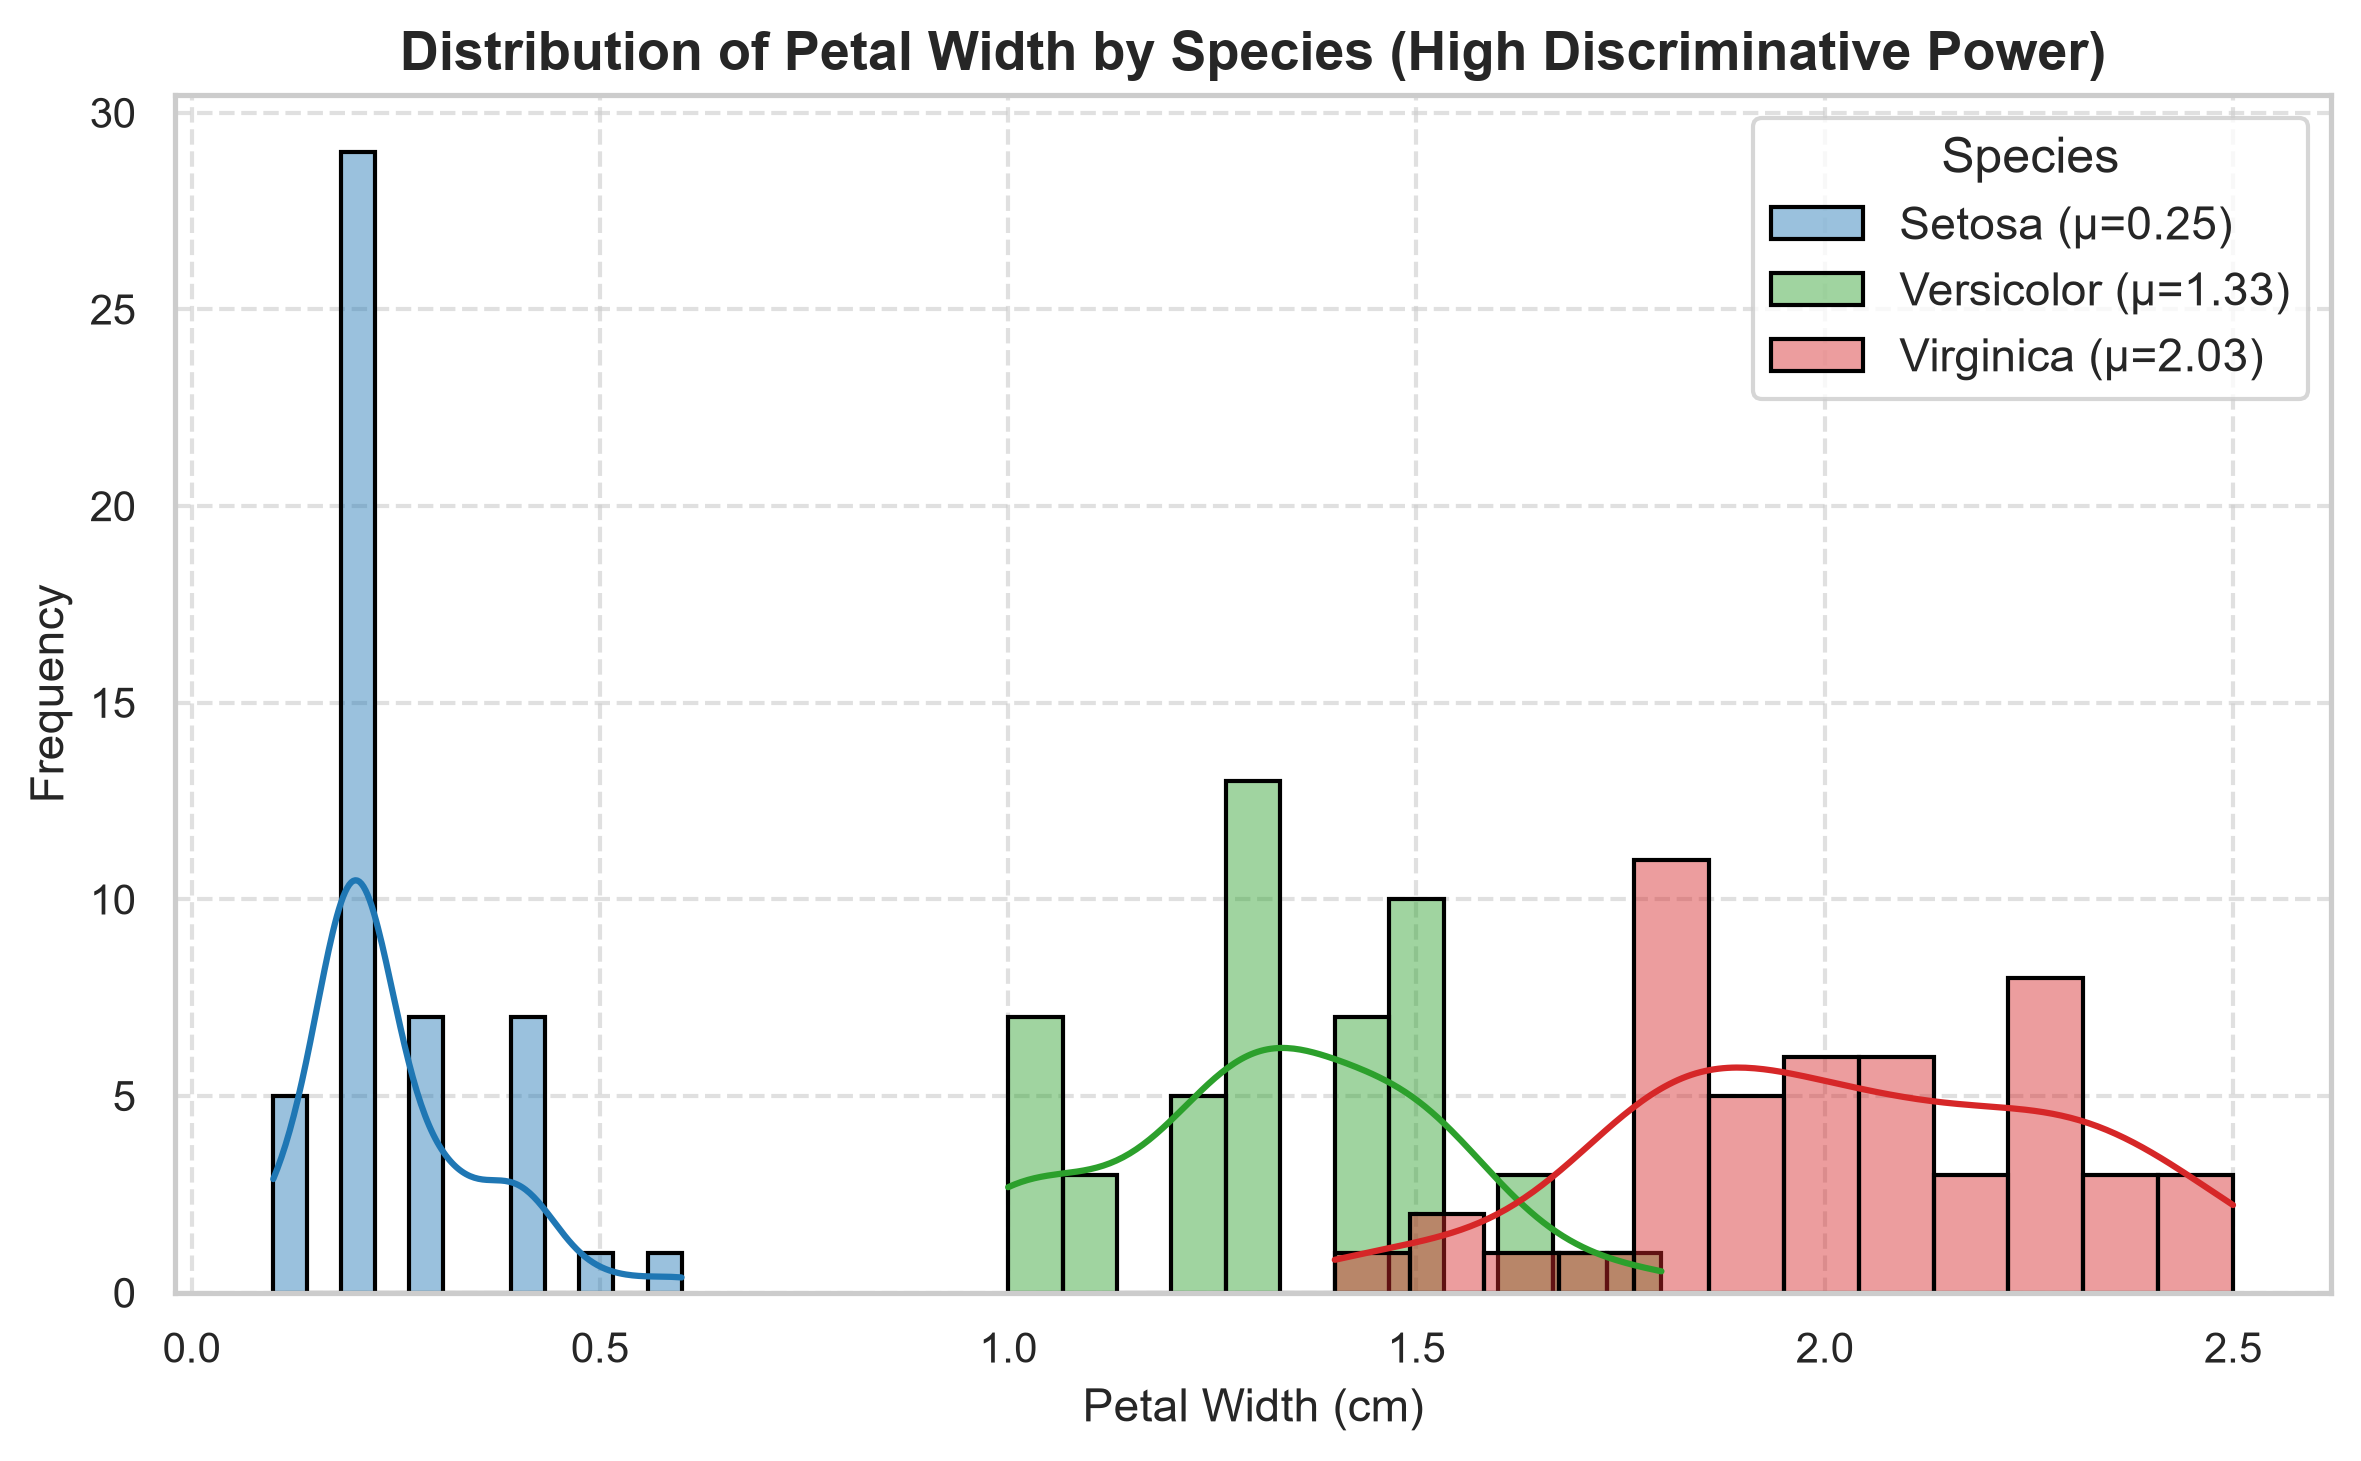 Distribution of Petal Width by Species (High Discriminative Power)
Species
Setosa (μ=0.25)
Versicolor (μ=1.33)
Virginica (μ=2.03)
Frequency
30
25
20
15
10
5
0
0.0 0.5 1.0 1.5 2.0 2.5
Petal Width (cm)